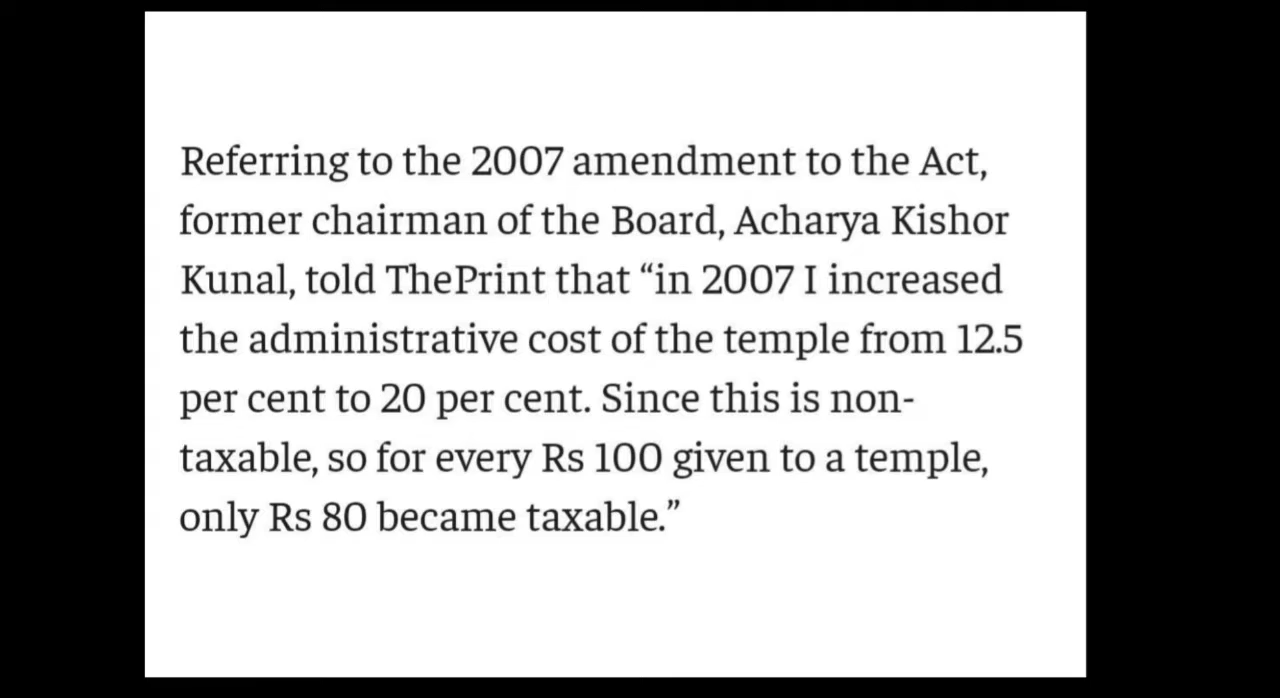 Referring to the 2007 amendment to the Act,
former chairman of the Board, Acharya Kishor
Kunal, told ThePrint that “in 2007 I increased
the administrative cost of the temple from 12.5
per cent to 20 per cent. Since this is non-
taxable, so for every Rs 100 given to a temple,
only Rs 80 became taxable.”